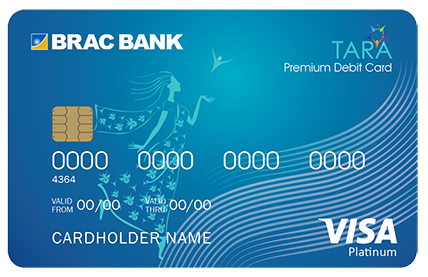 BRAC BANK
TARA
Premium Debit Card
0000 0000 0000 0000
4364
VALID FROM 00/00 VALID THRU 00/00
CARDHOLDER NAME
VISA
Platinum